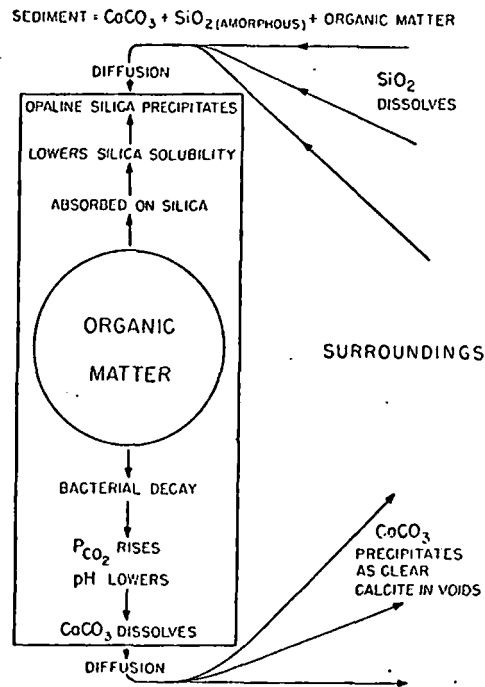 SEDIMENT = CaCO3 + SiO2 (AMORPHOUS) + ORGANIC MATTER
DIFFUSION
SiO2
DISSOLVES
OPALINE SILICA PRECIPITATES
LOWERS SILICA SOLUBILITY
ABSORBED ON SILICA
ORGANIC
MATTER
SURROUNDINGS
BACTERIAL DECAY
PCO2 RISES
pH LOWERS
CaCO3 DISSOLVES
DIFFUSION
CaCO3
PRECIPITATES
AS CLEAR
CALCITE IN VOIDS